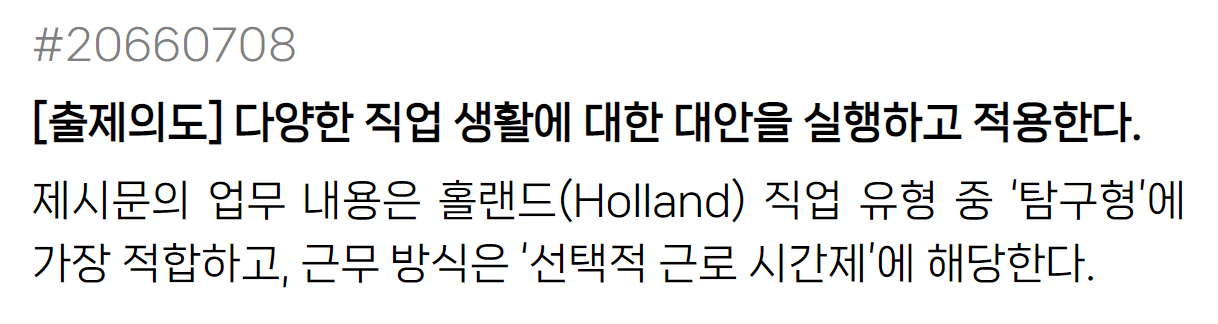 #20660708
[출제의도] 다양한 직업 생활에 대한 대안을 실행하고 적용한다.
제시문의 업무 내용은 홀랜드(Holland) 직업 유형 중 ‘탐구형’에
가장 적합하고, 근무 방식은 ‘선택적 근로 시간제’에 해당한다.